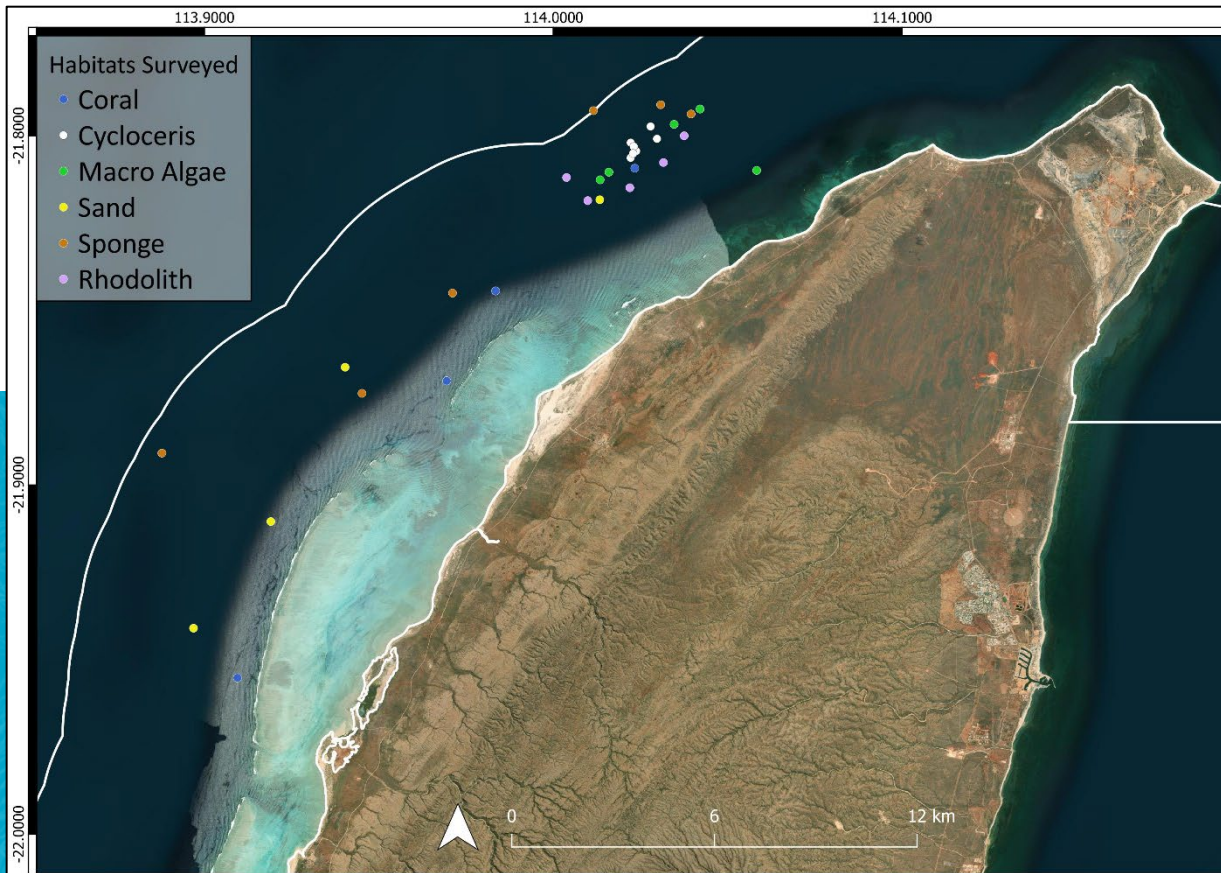 113.9000 114.0000 114.1000
Habitats Surveyed
Coral
Cycloceris
Macro Algae
Sand
Sponge
Rhodolith
-21.8000
-21.9000
-22.0000
0 6 12 km